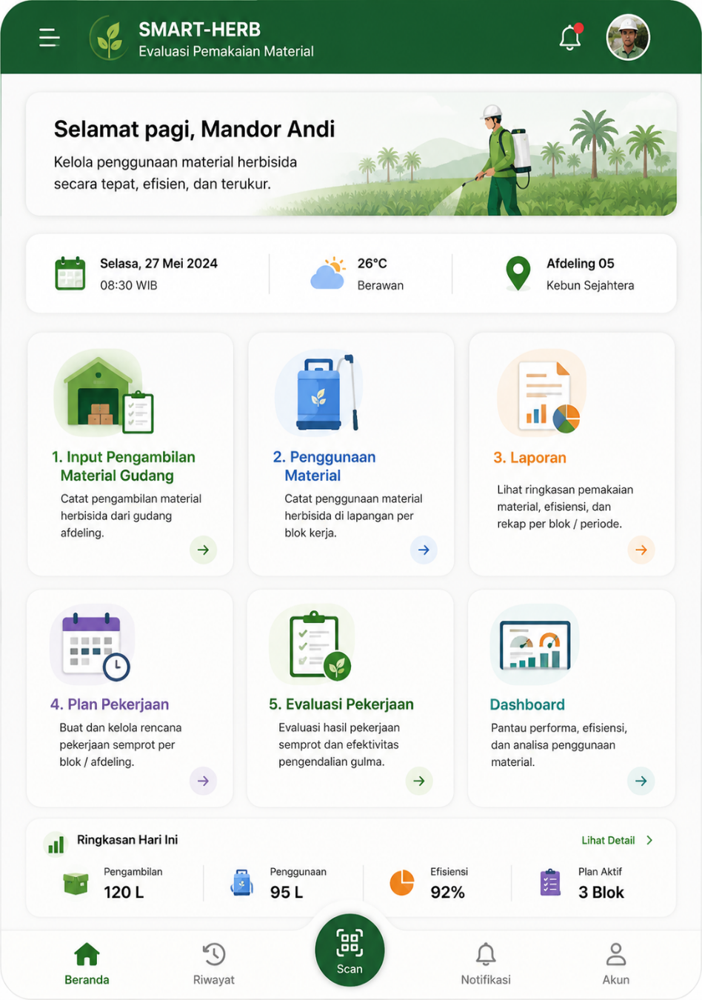 SMART-HERB
Evaluasi Pemakaian Material
Selamat pagi, Mandor Andi
Kelola penggunaan material herbisida
secara tepat, efisien, dan terukur.
Selasa, 27 Mei 2024
08:30 WIB
26°C
Berawan
Afdeling 05
Kebun Sejahtera
1. Input Pengambilan
Material Gudang
Catat pengambilan material
herbisida dari gudang
afdeling.
2. Penggunaan
Material
Catat penggunaan material
herbisida di lapangan per
blok kerja.
3. Laporan
Lihat ringkasan pemakaian
material, efisiensi, dan
rekap per blok / periode.
4. Plan Pekerjaan
Buat dan kelola rencana
pekerjaan semprot per
blok / afdeling.
5. Evaluasi Pekerjaan
Evaluasi hasil pekerjaan
semprot dan efektivitas
pengendalian gulma.
Dashboard
Pantau performa, efisiensi,
dan analisa penggunaan
material.
Ringkasan Hari Ini
Lihat Detail
Pengambilan
120 L
Penggunaan
95 L
Efisiensi
92%
Plan Aktif
3 Blok
Beranda
Riwayat
Scan
Notifikasi
Akun